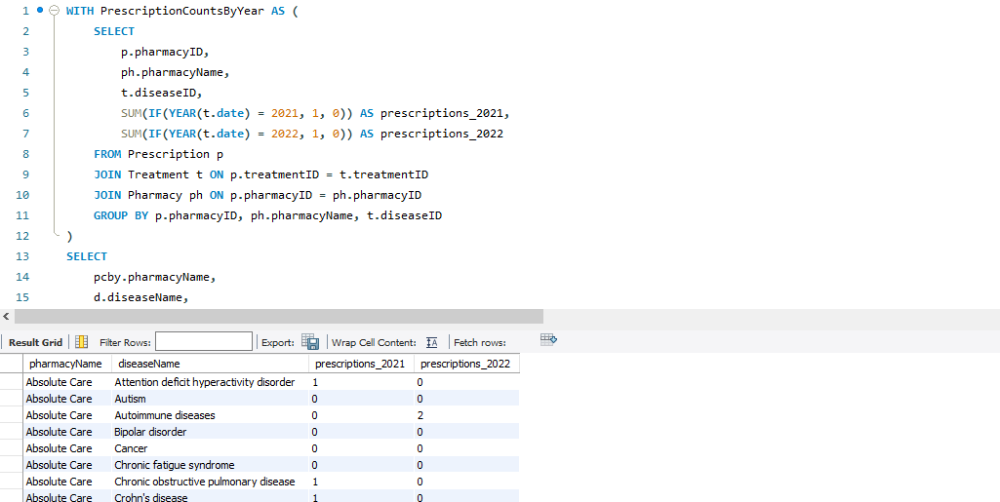 1 WITH PrescriptionCountsByYear AS (
2 SELECT
3 p.pharmacyID,
4 ph.pharmacyName,
5 t.diseaseID,
6 SUM(IF(YEAR(t.date) = 2021, 1, 0)) AS prescriptions_2021,
7 SUM(IF(YEAR(t.date) = 2022, 1, 0)) AS prescriptions_2022
8 FROM Prescription p
9 JOIN Treatment t ON p.treatmentID = t.treatmentID
10 JOIN Pharmacy ph ON p.pharmacyID = ph.pharmacyID
11 GROUP BY p.pharmacyID, ph.pharmacyName, t.diseaseID
12 )
13 SELECT
14 pcby.pharmacyName,
15 d.diseaseName,
Result Grid Filter Rows: Export: Wrap Cell Content: Fetch rows:
pharmacyName diseaseName prescriptions_2021 prescriptions_2022
Absolute Care Attention deficit hyperactivity disorder 1 0
Absolute Care Autism 0 0
Absolute Care Autoimmune diseases 0 2
Absolute Care Bipolar disorder 0 0
Absolute Care Cancer 0 0
Absolute Care Chronic fatigue syndrome 0 0
Absolute Care Chronic obstructive pulmonary disease 1 0
Absolute Care Crohn's disease 1 0